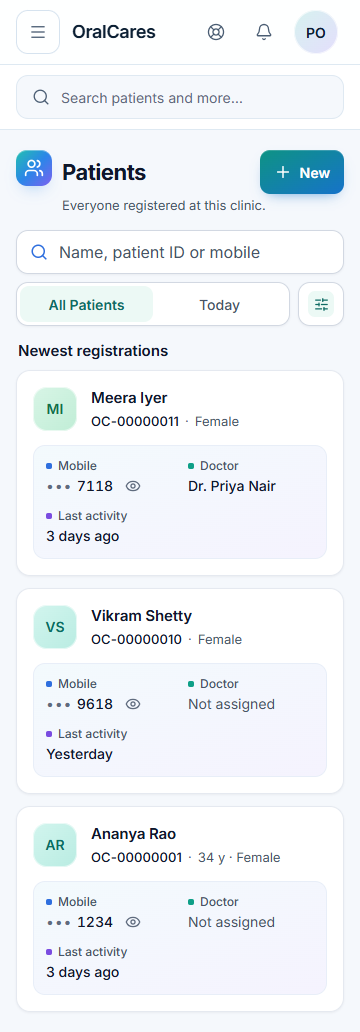 OralCares
PO
Search patients and more...
Patients
New
Everyone registered at this clinic.
Name, patient ID or mobile
All Patients
Today
Newest registrations
MI
Meera Iyer
OC-00000011 · Female
Mobile
Doctor
••• 7118
Dr. Priya Nair
Last activity
3 days ago
VS
Vikram Shetty
OC-00000010 · Female
Mobile
Doctor
••• 9618
Not assigned
Last activity
Yesterday
AR
Ananya Rao
OC-00000001 · 34 y · Female
Mobile
Doctor
••• 1234
Not assigned
Last activity
3 days ago